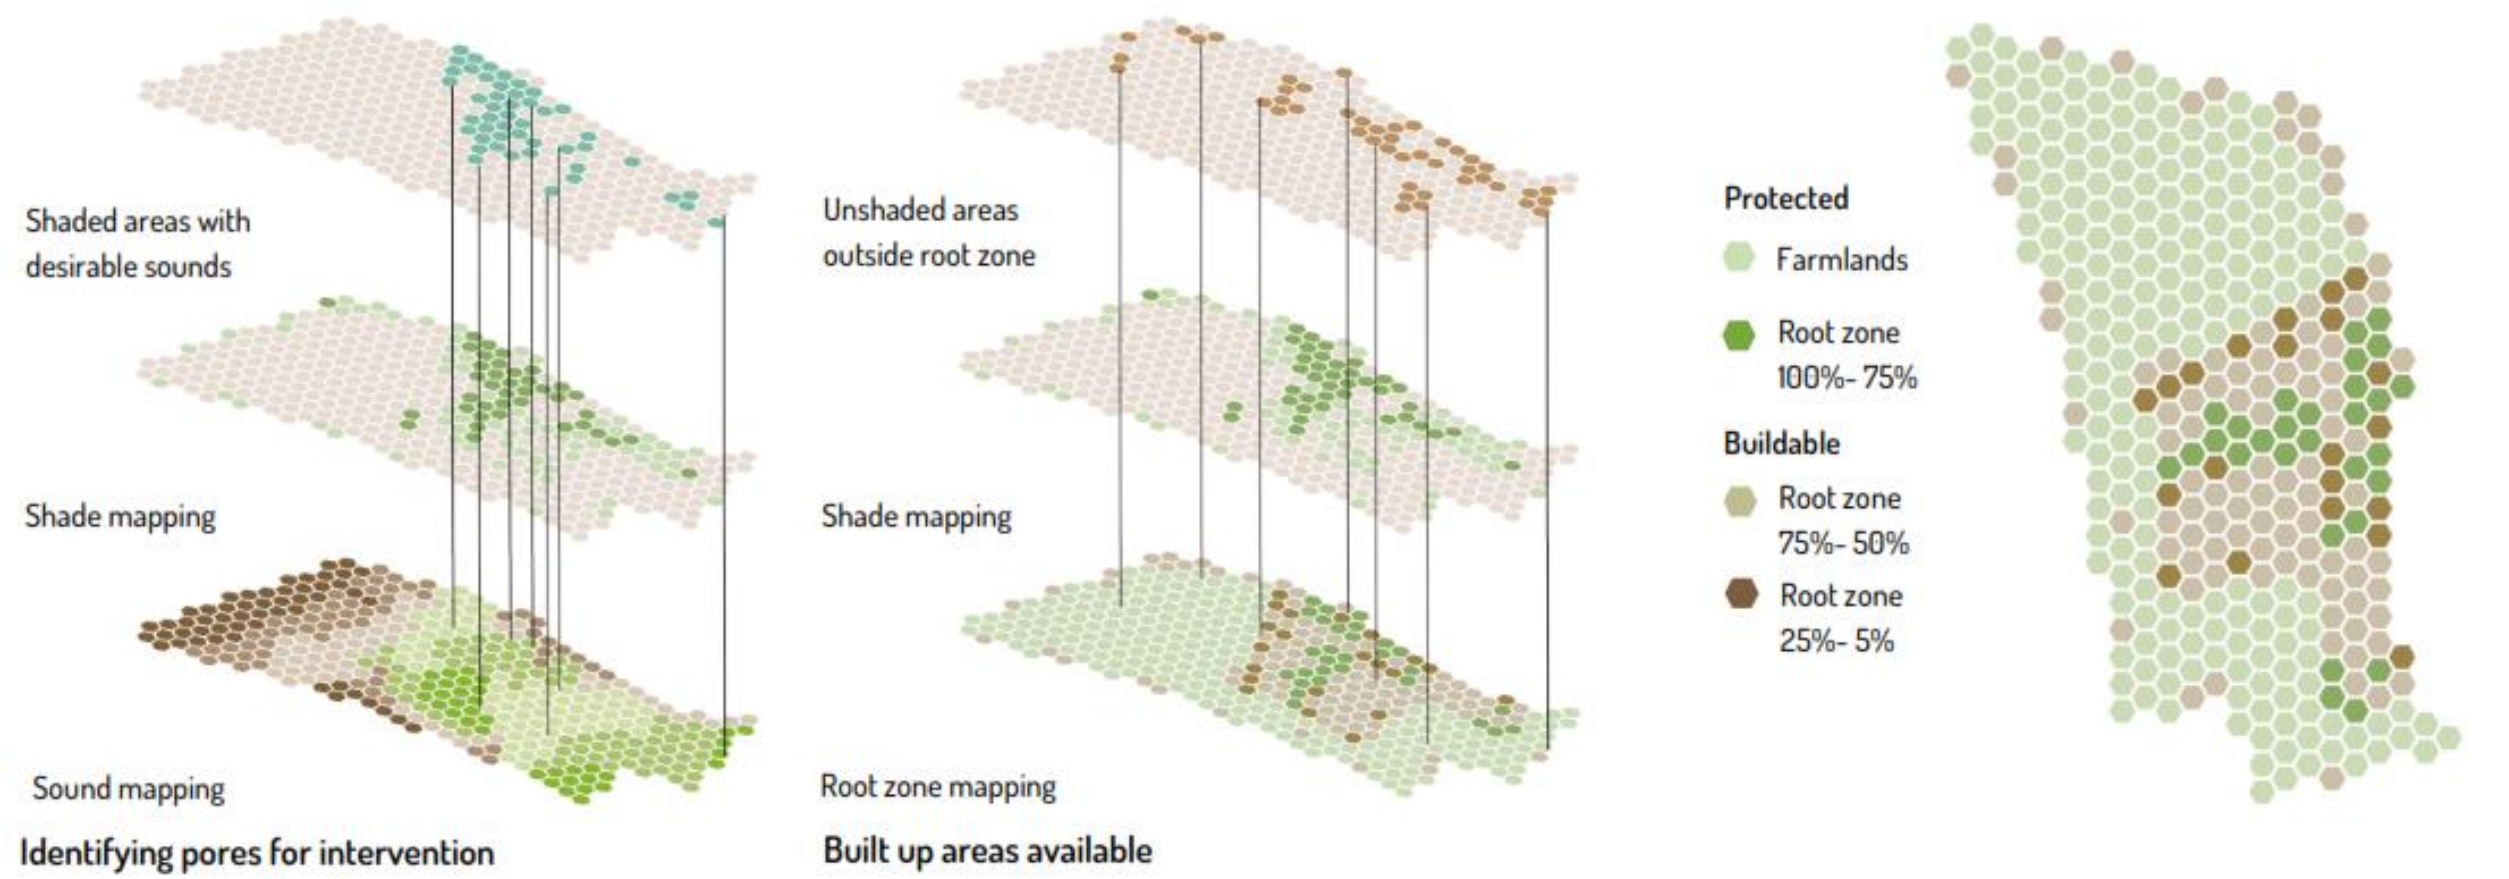 Shaded areas with
desirable sounds
Shade mapping
Sound mapping
Identifying pores for intervention
Unshaded areas
outside root zone
Shade mapping
Root zone mapping
Built up areas available
Protected
Farmlands
Root zone
100%- 75%
Buildable
Root zone
75%- 50%
Root zone
25%- 5%